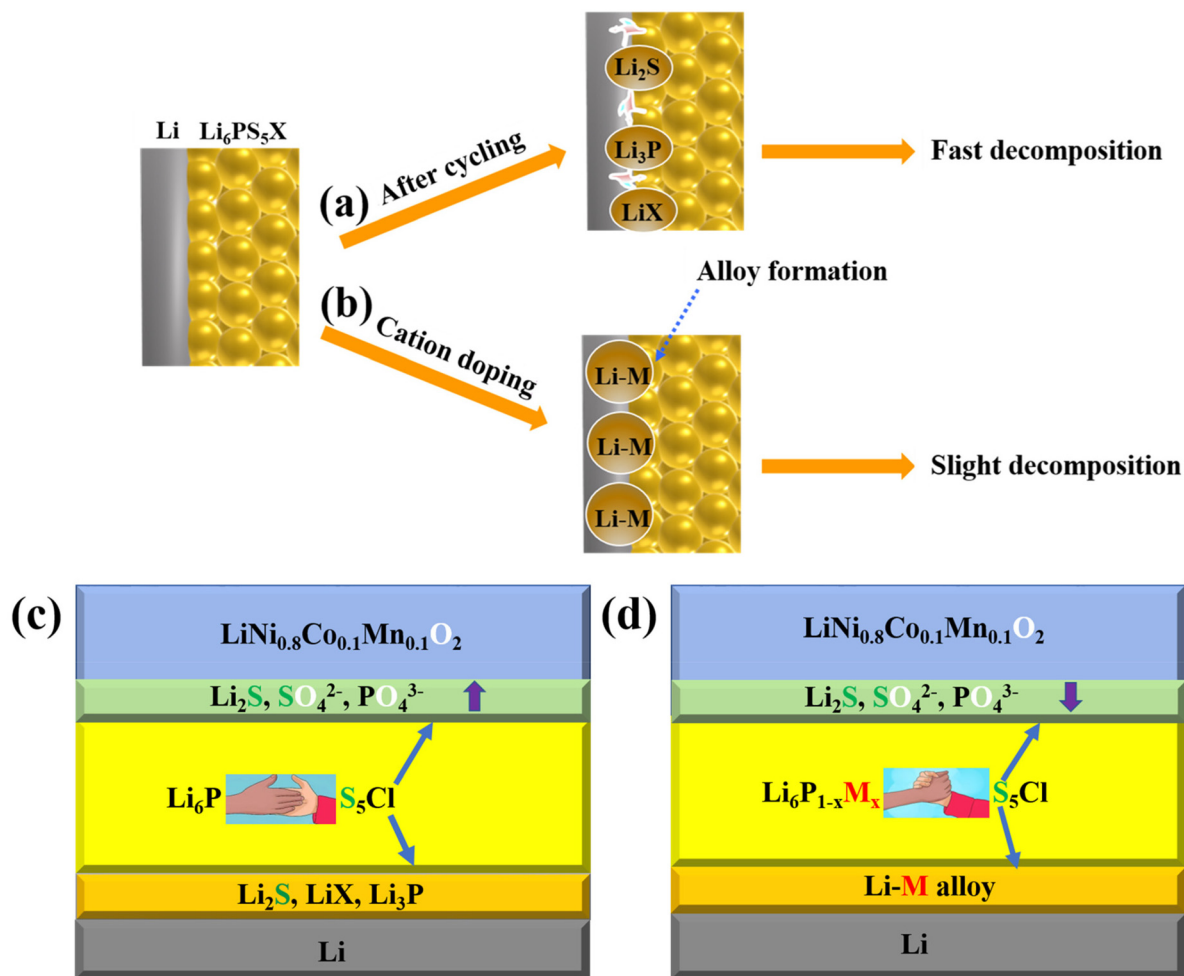 Li Li₆PS₅X
(a) After cycling
Li₂S
Li₃P
LiX
Fast decomposition
Alloy formation
(b) Cation doping
Li-M
Li-M
Li-M
Slight decomposition
(c)
LiNi₀.₈Co₀.₁Mn₀.₁O₂
Li₂S, SO₄²⁻, PO₄³⁻
Li₆P S₅Cl
Li₂S, LiX, Li₃P
Li
(d)
LiNi₀.₈Co₀.₁Mn₀.₁O₂
Li₂S, SO₄²⁻, PO₄³⁻
Li₆P₁₋ₓMₓ S₅Cl
Li-M alloy
Li